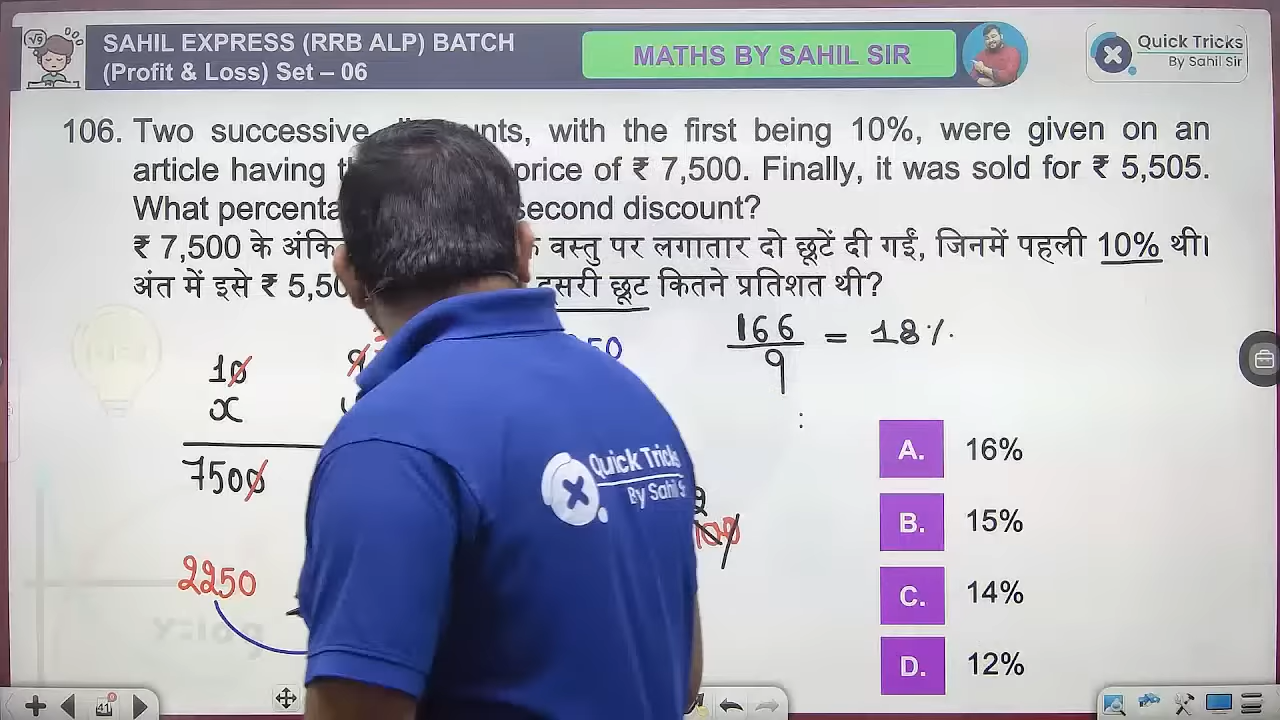 SAHIL EXPRESS (RRB ALP) BATCH
(Profit & Loss) Set – 06
MATHS BY SAHIL SIR
Quick Tricks
By Sahil Sir
106. Two successive unts, with the first being 10%, were given on an
article having price of ₹ 7,500. Finally, it was sold for ₹ 5,505.
What second discount?
₹ 7,500 के वस्तु पर लगातार दो छूटें दी गईं, जिनमें पहली 10% थी।
अंत में इसे ₹ दूसरी छूट कितने प्रतिशत थी?
166
9
= 18%
10
x
7500
2250
50
2
100
Quick Tricks
By Sahil S
A. 16%
B. 15%
C. 14%
D. 12%
41